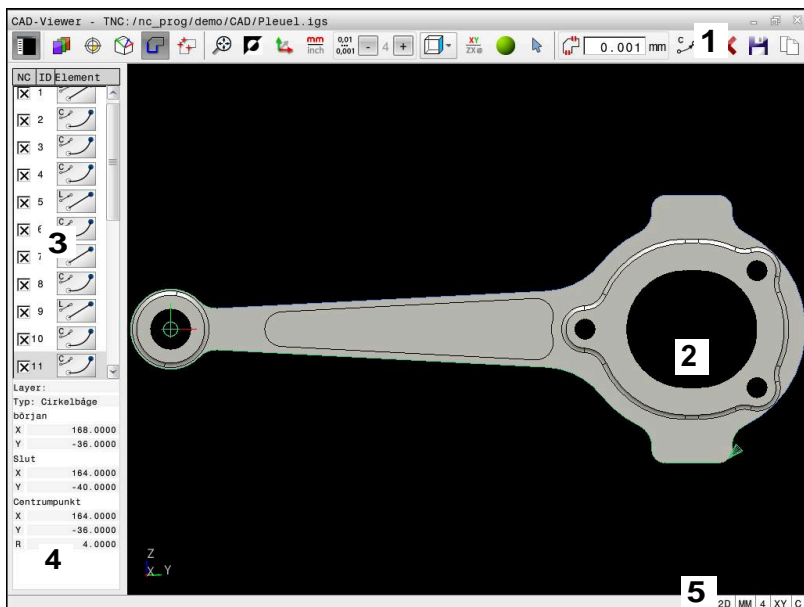 CAD-Viewer - TNC:/nc_prog/demo/CAD/Pleuel.igs
mm
inch
0,01
0,001
- 4 +
XY
ZX
0.001 mm
C
1
NC ID Element
1
2 C
3 C
4 C
5 L
6 C
7
8 C
9 L
10 C
11 C
3
2
Layer:
Typ: Cirkelbåge
början
X 168.0000
Y -36.0000
Slut
X 164.0000
Y -40.0000
Centrumpunkt
X 164.0000
Y -36.0000
R 4.0000
4
Z
X Y
5
2D MM 4 XY C